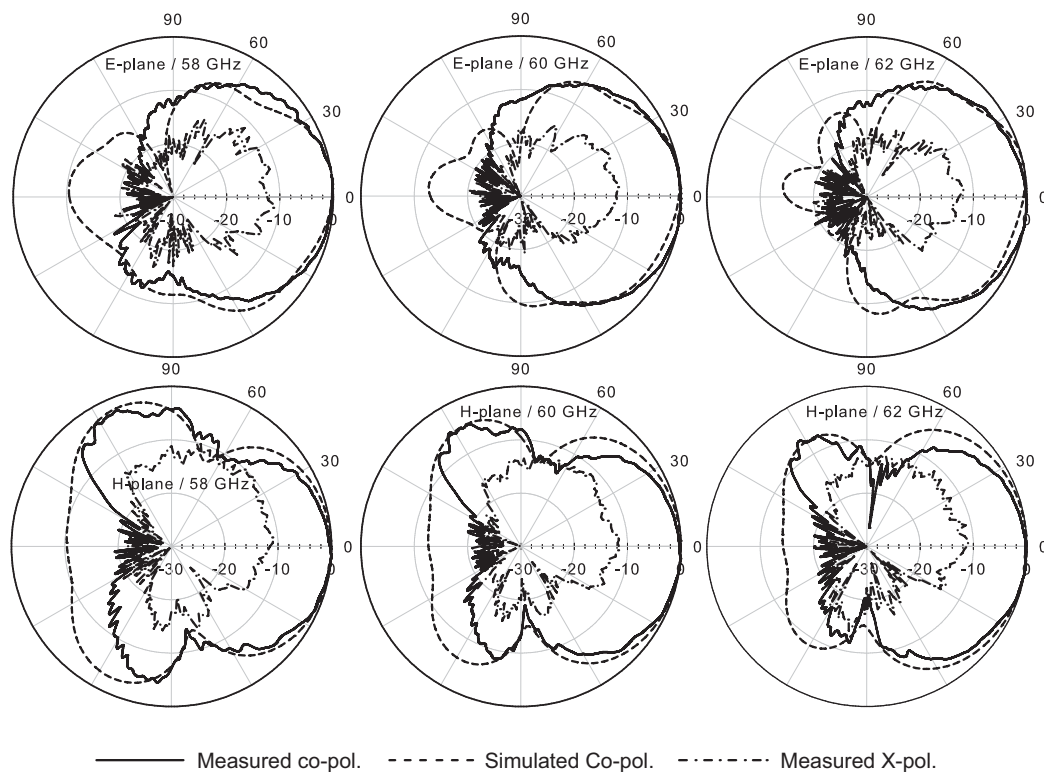 90 90 90
60 60 60
E-plane / 58 GHz E-plane / 60 GHz E-plane / 62 GHz
30 30 30
0 0 0
-30 -20 -10 0 -30 -20 -10 0 -30 -20 -10 0
90 90 90
60 60 60
H-plane / 60 GHz H-plane / 62 GHz
30 30 30
H-plane / 58 GHz
0 0 0
-30 -20 -10 0 -30 -20 -10 0 -30 -20 -10 0
Measured co-pol. Simulated Co-pol. Measured X-pol.